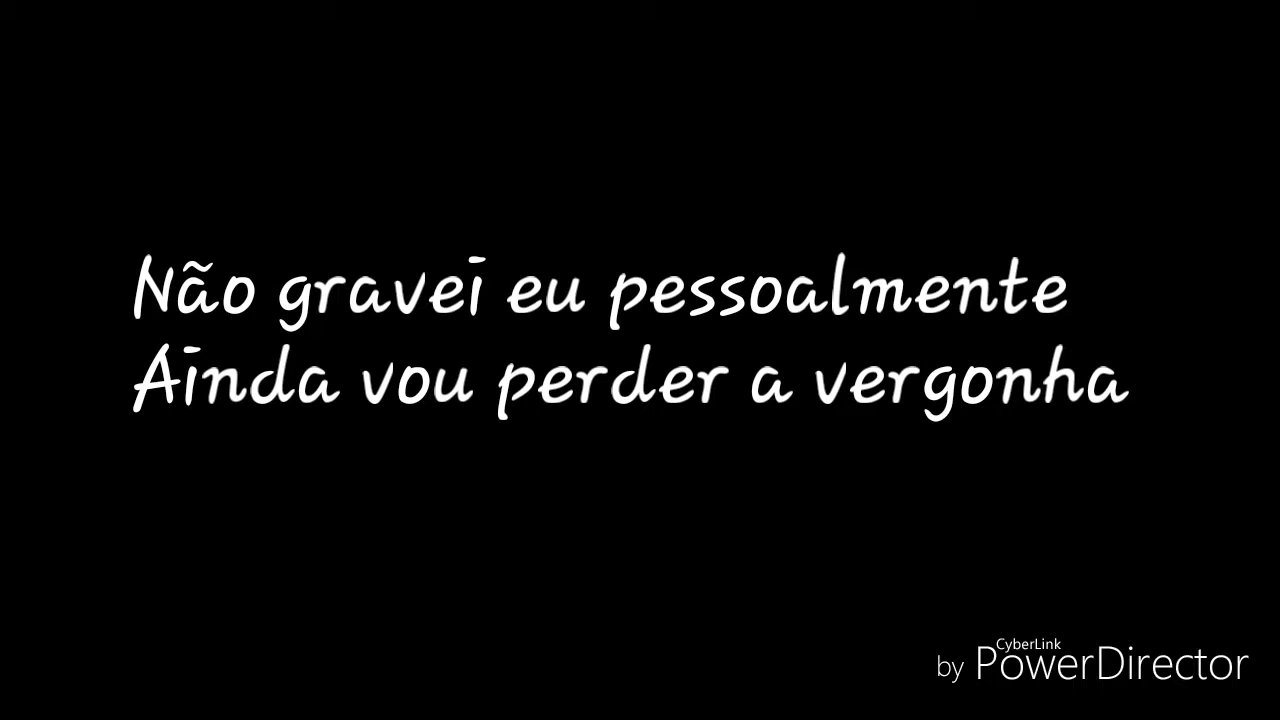 Não gravei eu pessoalmente
Ainda vou perder a vergonha
CyberLink
by PowerDirector